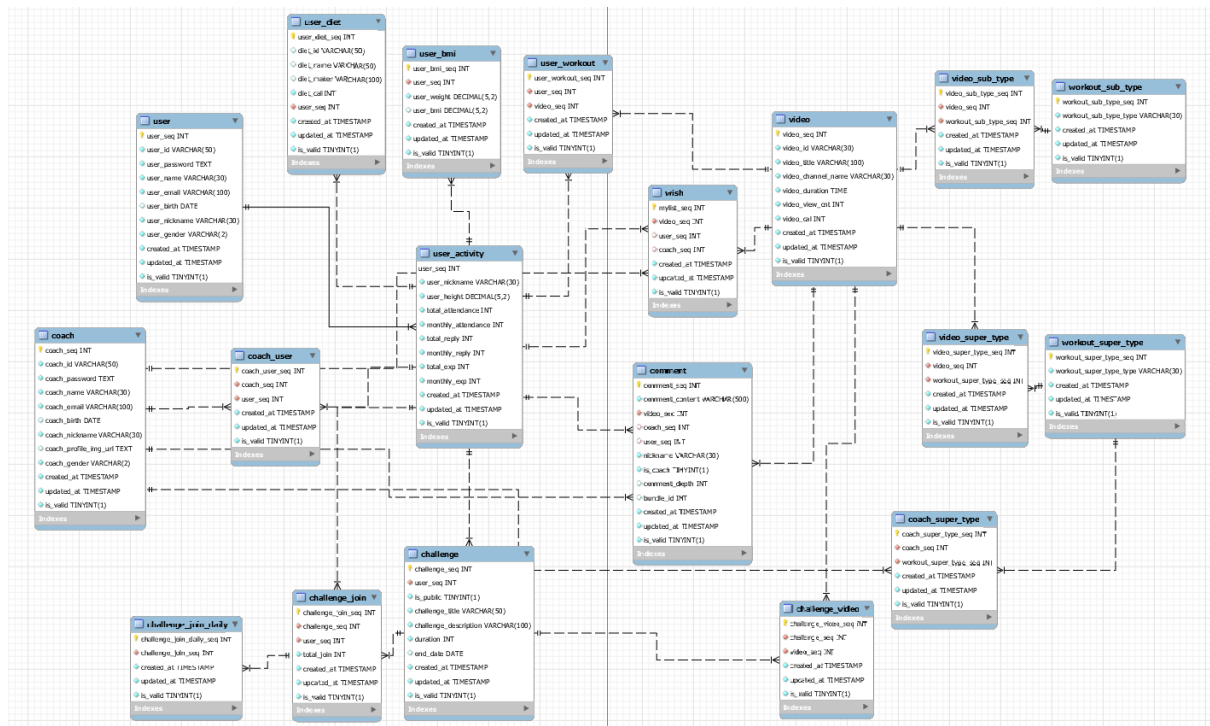 user_diet
user_diet_seq INT
diet_id VARCHAR(50)
diet_name VARCHAR(50)
diet_maker VARCHAR(100)
diet_cal INT
user_seq INT
created_at TIMESTAMP
updated_at TIMESTAMP
is_valid TINYINT(1)
Indexes
user_bmi
user_bmi_seq INT
user_seq INT
user_weight DECIMAL(5,2)
user_bmi DECIMAL(5,2)
created_at TIMESTAMP
updated_at TIMESTAMP
is_valid TINYINT(1)
Indexes
user_workout
user_workout_seq INT
user_seq INT
video_seq INT
created_at TIMESTAMP
updated_at TIMESTAMP
is_valid TINYINT(1)
Indexes
video_sub_type
video_sub_type_seq INT
video_seq INT
workout_sub_type_seq INT
created_at TIMESTAMP
updated_at TIMESTAMP
is_valid TINYINT(1)
Indexes
workout_sub_type
workout_sub_type_seq INT
workout_sub_type_type VARCHAR(30)
created_at TIMESTAMP
updated_at TIMESTAMP
is_valid TINYINT(1)
Indexes
user
user_seq INT
user_id VARCHAR(50)
user_password TEXT
user_name VARCHAR(30)
user_email VARCHAR(100)
user_birth DATE
user_nickname VARCHAR(30)
user_gender VARCHAR(2)
created_at TIMESTAMP
updated_at TIMESTAMP
is_valid TINYINT(1)
Indexes
video
video_seq INT
video_id VARCHAR(30)
video_title VARCHAR(100)
video_channel_name VARCHAR(30)
video_duration TIME
video_view_cnt INT
video_cal INT
created_at TIMESTAMP
updated_at TIMESTAMP
is_valid TINYINT(1)
Indexes
wish
mylist_seq INT
video_seq INT
user_seq INT
coach_seq INT
created_at TIMESTAMP
updated_at TIMESTAMP
is_valid TINYINT(1)
Indexes
user_activity
user_seq INT
user_nickname VARCHAR(30)
user_height DECIMAL(5,2)
total_attendance INT
monthly_attendance INT
total_reply INT
monthly_reply INT
total_exp INT
monthly_exp INT
created_at TIMESTAMP
updated_at TIMESTAMP
is_valid TINYINT(1)
Indexes
coach
coach_seq INT
coach_id VARCHAR(50)
coach_password TEXT
coach_name VARCHAR(30)
coach_email VARCHAR(100)
coach_birth DATE
coach_nickname VARCHAR(30)
coach_profile_img_url TEXT
coach_gender VARCHAR(2)
created_at TIMESTAMP
updated_at TIMESTAMP
is_valid TINYINT(1)
Indexes
coach_user
coach_user_seq INT
coach_seq INT
user_seq INT
created_at TIMESTAMP
updated_at TIMESTAMP
is_valid TINYINT(1)
Indexes
comment
comment_seq INT
comment_content VARCHAR(500)
video_seq INT
coach_seq INT
user_seq INT
nickname VARCHAR(30)
is_coach TINYINT(1)
comment_depth INT
bundle_id INT
created_at TIMESTAMP
updated_at TIMESTAMP
is_valid TINYINT(1)
Indexes
video_super_type
video_super_type_seq INT
video_seq INT
workout_super_type_seq INT
created_at TIMESTAMP
updated_at TIMESTAMP
is_valid TINYINT(1)
Indexes
workout_super_type
workout_super_type_seq INT
workout_super_type_type VARCHAR(30)
created_at TIMESTAMP
updated_at TIMESTAMP
is_valid TINYINT(1)
Indexes
coach_super_type
coach_super_type_seq INT
coach_seq INT
workout_super_type_seq INT
created_at TIMESTAMP
updated_at TIMESTAMP
is_valid TINYINT(1)
Indexes
challenge
challenge_seq INT
user_seq INT
is_public TINYINT(1)
challenge_title VARCHAR(50)
challenge_description VARCHAR(100)
duration INT
end_date DATE
created_at TIMESTAMP
updated_at TIMESTAMP
is_valid TINYINT(1)
Indexes
challenge_join
challenge_join_seq INT
challenge_seq INT
user_seq INT
total_join INT
created_at TIMESTAMP
updated_at TIMESTAMP
is_valid TINYINT(1)
Indexes
challenge_join_daily
challenge_join_daily_seq INT
challenge_join_seq INT
created_at TIMESTAMP
updated_at TIMESTAMP
is_valid TINYINT(1)
Indexes
challenge_video
challenge_video_seq INT
challenge_seq INT
video_seq INT
created_at TIMESTAMP
updated_at TIMESTAMP
is_valid TINYINT(1)
Indexes